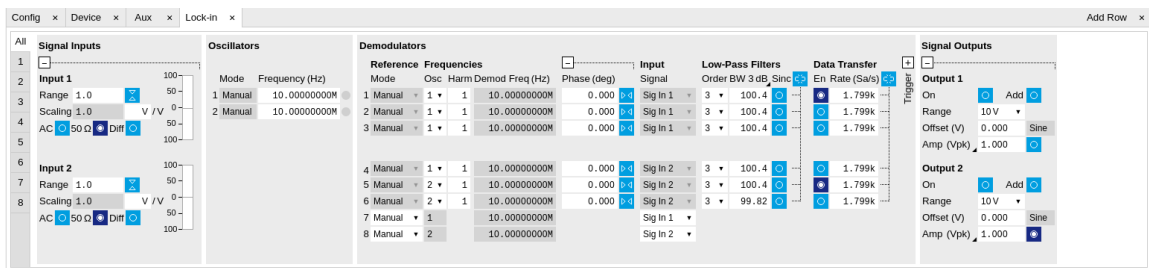 Config × Device × Aux × Lock-in × Add Row ×
All 1 2 3 4 5 6 7 8
Signal Inputs
Input 1
Range 1.0
Scaling 1.0 V / V
AC 50 Ω Diff
100 50 0 50 100
Input 2
Range 1.0
Scaling 1.0 V / V
AC 50 Ω Diff
100 50 0 50 100
Oscillators
Mode Frequency (Hz)
1 Manual 10.00000000M
2 Manual 10.00000000M
Demodulators
Reference Frequencies Input Low-Pass Filters Data Transfer
Mode Osc Harm Demod Freq (Hz) Phase (deg) Signal Order BW 3 dB Sinc En Rate (Sa/s) Trigger
1 Manual 1 1 10.00000000M 0.000 Sig In 1 3 100.4 1.799k
2 Manual 1 1 10.00000000M 0.000 Sig In 1 3 100.4 1.799k
3 Manual 1 1 10.00000000M 0.000 Sig In 1 3 100.4 1.799k
4 Manual 1 1 10.00000000M 0.000 Sig In 2 3 100.4 1.799k
5 Manual 2 1 10.00000000M 0.000 Sig In 2 3 100.4 1.799k
6 Manual 2 1 10.00000000M 0.000 Sig In 2 3 99.82 1.799k
7 Manual 1 10.00000000M Sig In 1
8 Manual 2 10.00000000M Sig In 2
Signal Outputs
Output 1
On Add
Range 10 V
Offset (V) 0.000 Sine
Amp (Vpk) 1.000
Output 2
On Add
Range 10 V
Offset (V) 0.000 Sine
Amp (Vpk) 1.000